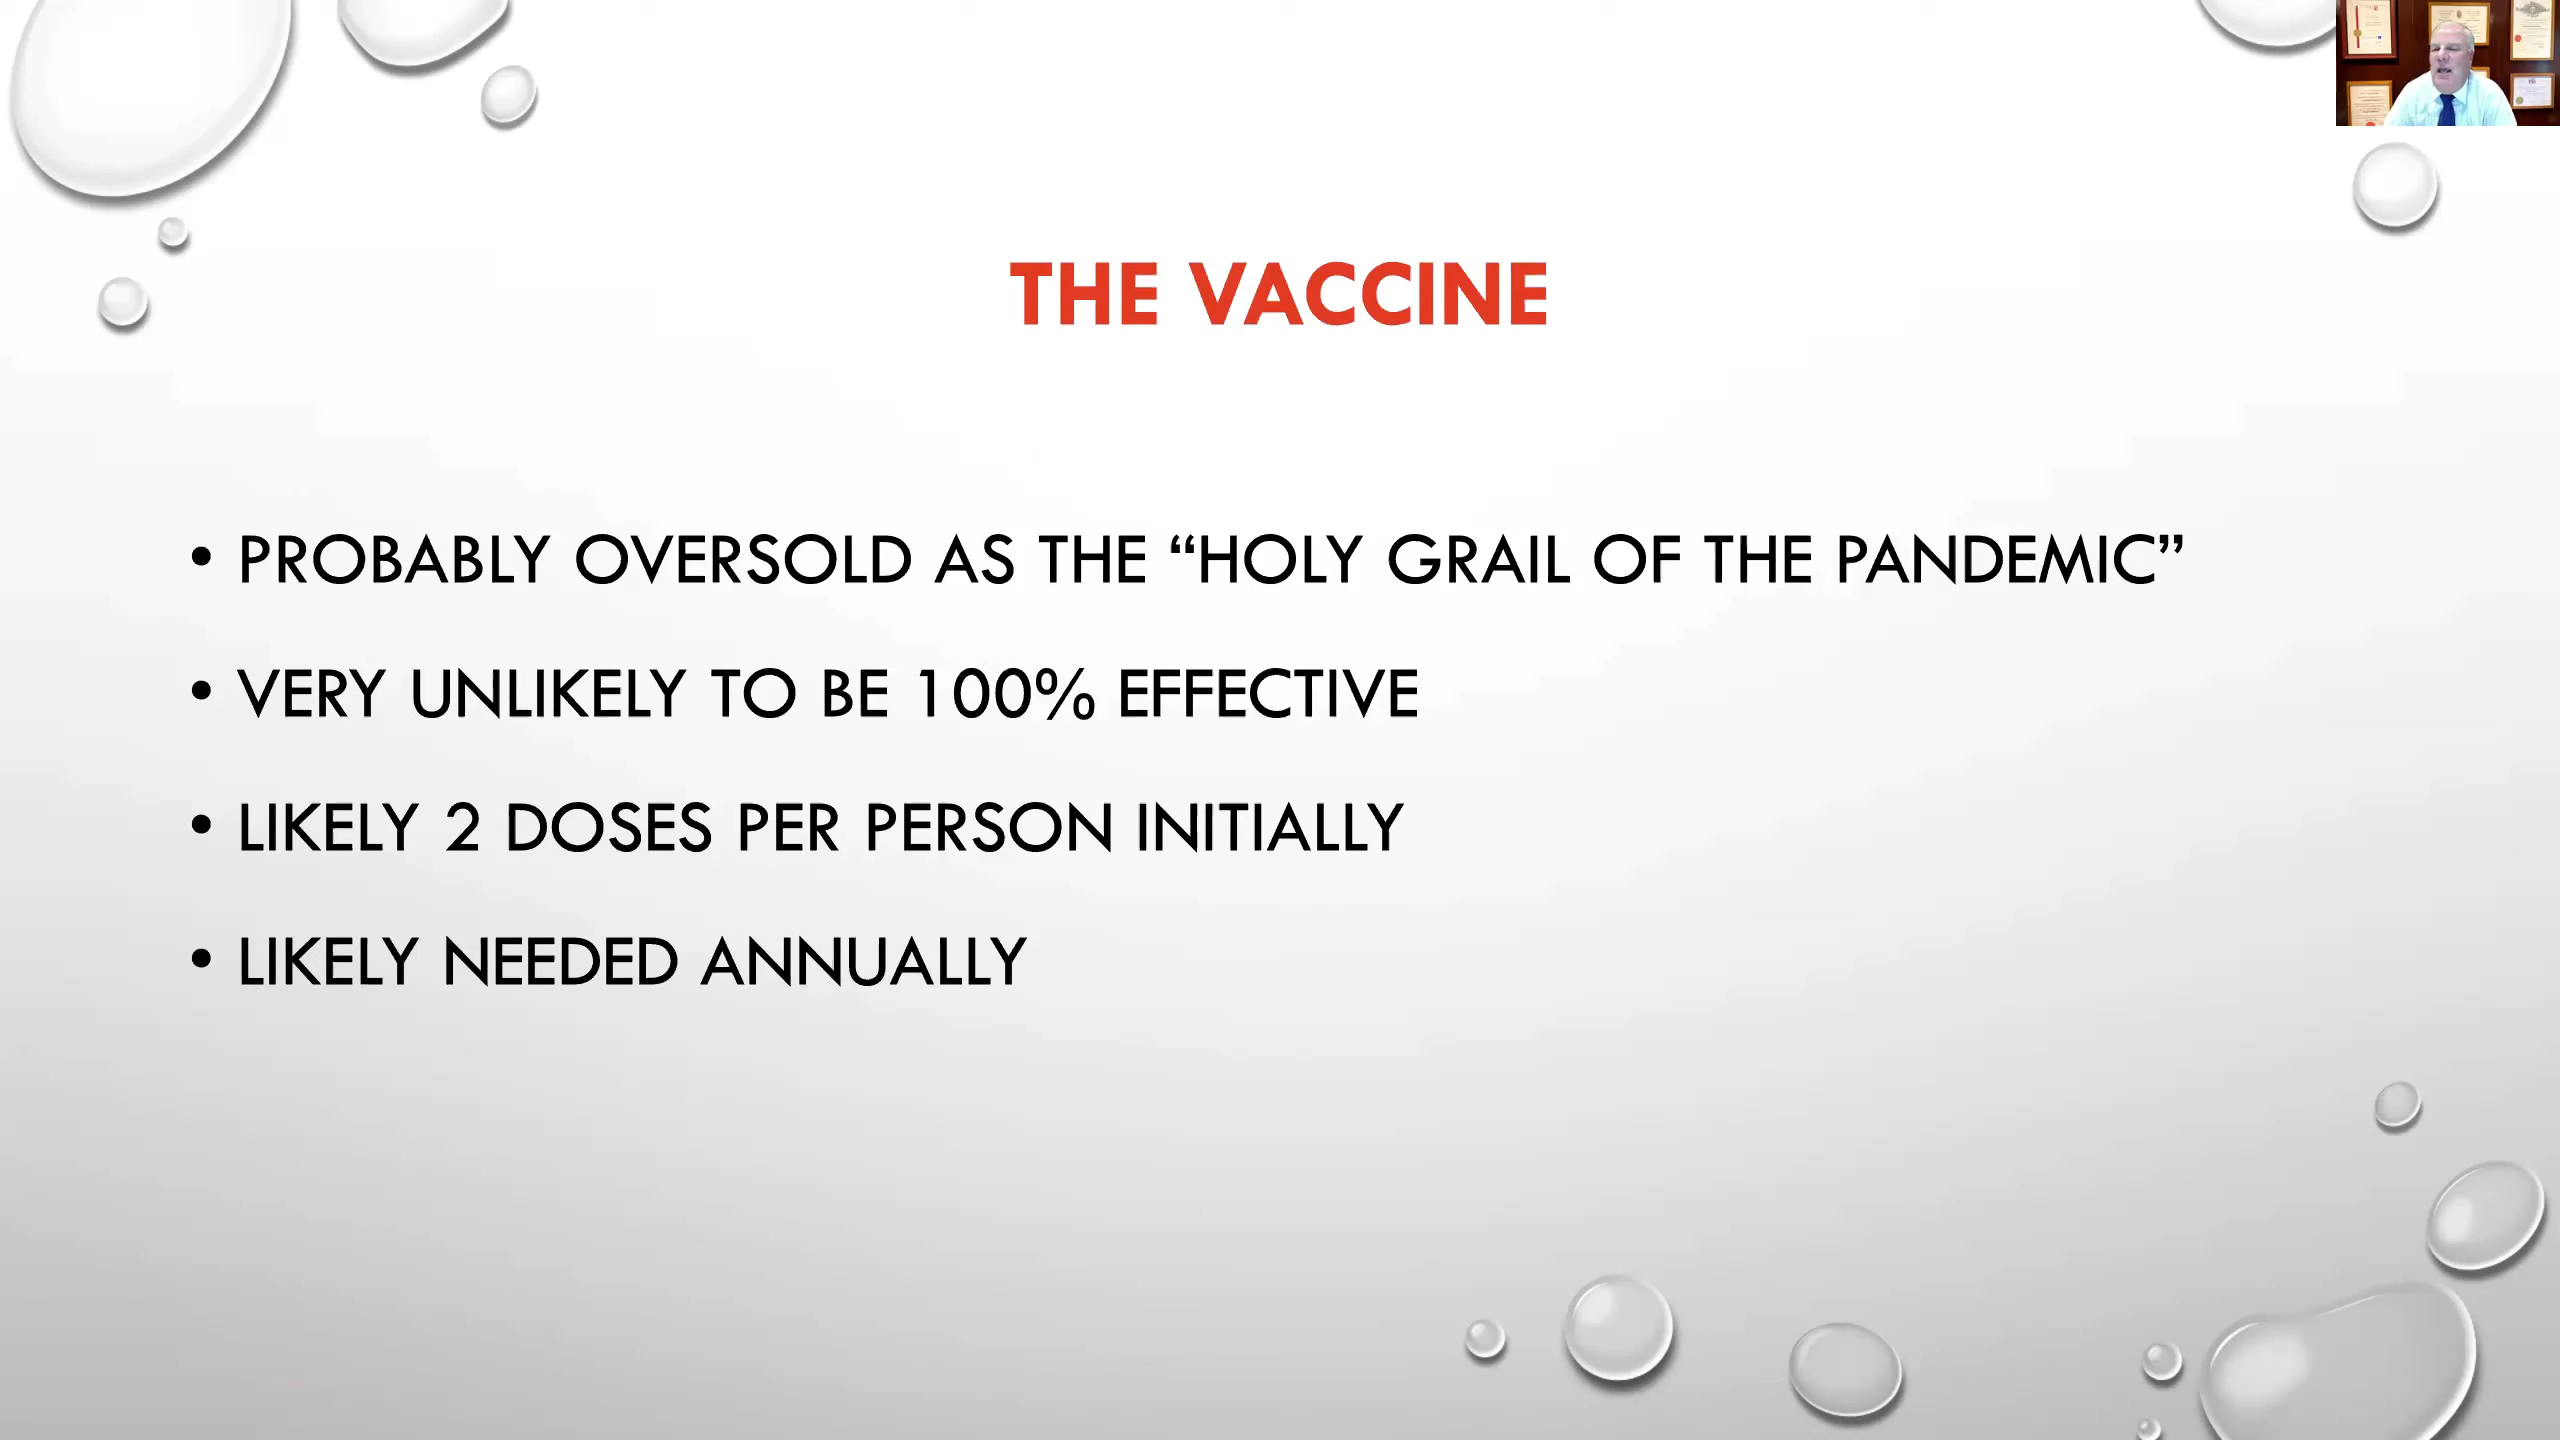 THE VACCINE
• PROBABLY OVERSOLD AS THE “HOLY GRAIL OF THE PANDEMIC”
• VERY UNLIKELY TO BE 100% EFFECTIVE
• LIKELY 2 DOSES PER PERSON INITIALLY
• LIKELY NEEDED ANNUALLY